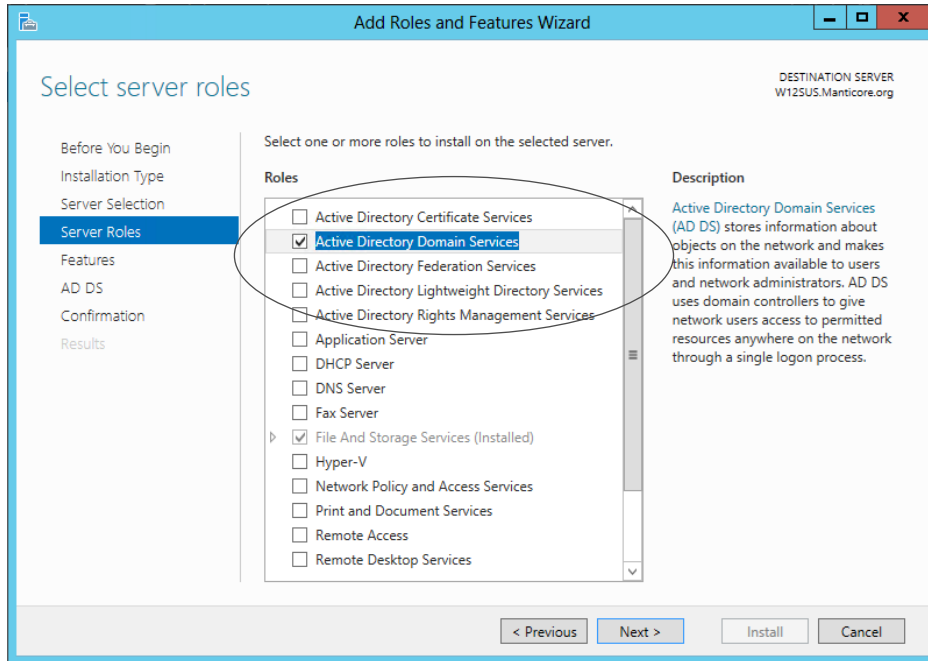 Add Roles and Features Wizard
Select server roles
DESTINATION SERVER
W12SUS.Manticore.org
Before You Begin
Installation Type
Server Selection
Server Roles
Features
AD DS
Confirmation
Results
Select one or more roles to install on the selected server.
Roles
Active Directory Certificate Services
Active Directory Domain Services
Active Directory Federation Services
Active Directory Lightweight Directory Services
Active Directory Rights Management Services
Application Server
DHCP Server
DNS Server
Fax Server
File And Storage Services (Installed)
Hyper-V
Network Policy and Access Services
Print and Document Services
Remote Access
Remote Desktop Services
Description
Active Directory Domain Services
(AD DS) stores information about
objects on the network and makes
this information available to users
and network administrators. AD DS
uses domain controllers to give
network users access to permitted
resources anywhere on the network
through a single logon process.
< Previous
Next >
Install
Cancel